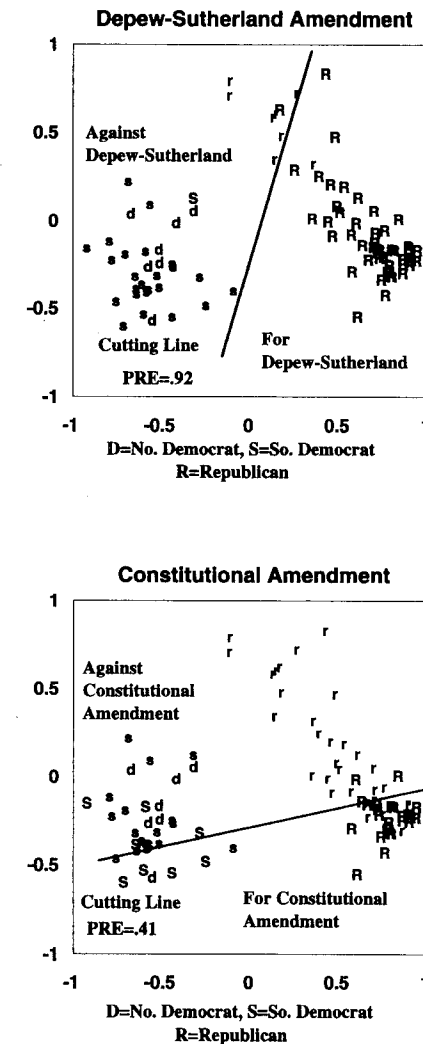 Depew-Sutherland Amendment
1
0.5
0
-0.5
-1
Against
Depew-Sutherland
Cutting Line
PRE=.92
For
Depew-Sutherland
-1
-0.5
0
0.5
1
D=No. Democrat, S=So. Democrat
R=Republican
Constitutional Amendment
1
0.5
0
-0.5
-1
Against
Constitutional
Amendment
Cutting Line
PRE=.41
For Constitutional
Amendment
-1
-0.5
0
0.5
1
D=No. Democrat, S=So. Democrat
R=Republican